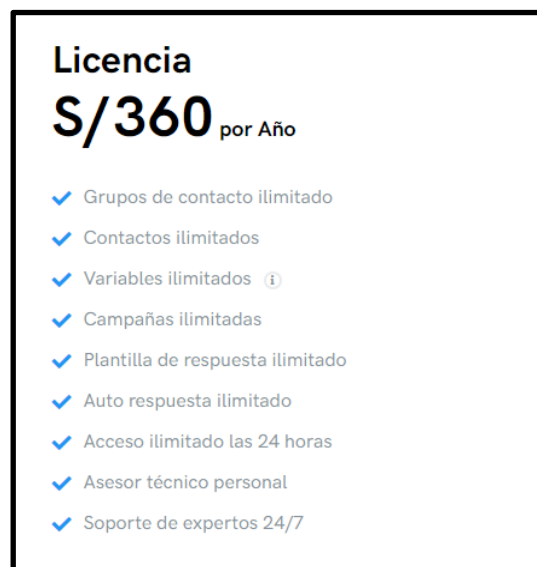 Licencia
S/360 por Año
Grupos de contacto ilimitado
Contactos ilimitados
Variables ilimitados
Campañas ilimitadas
Plantilla de respuesta ilimitado
Auto respuesta ilimitado
Acceso ilimitado las 24 horas
Asesor técnico personal
Soporte de expertos 24/7